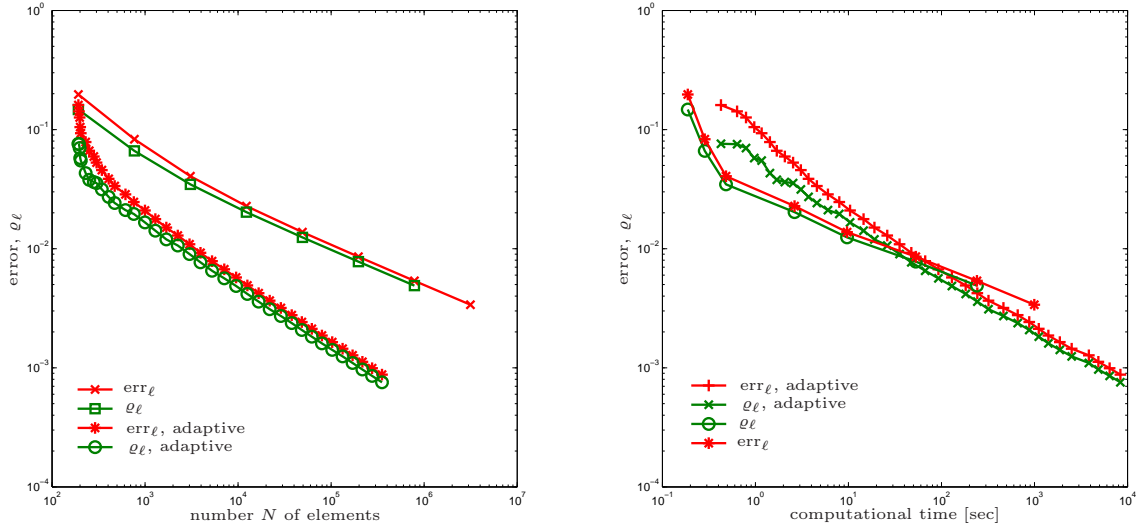 10^0
10^{-1}
10^{-2}
10^{-3}
10^{-4}
error, ϱ_ℓ
err_ℓ
ϱ_ℓ
err_ℓ, adaptive
ϱ_ℓ, adaptive
10^2 10^3 10^4 10^5 10^6 10^7
number N of elements
10^0
10^{-1}
10^{-2}
10^{-3}
10^{-4}
error, ϱ_ℓ
err_ℓ, adaptive
ϱ_ℓ, adaptive
ϱ_ℓ
err_ℓ
10^{-1} 10^0 10^1 10^2 10^3 10^4
computational time [sec]